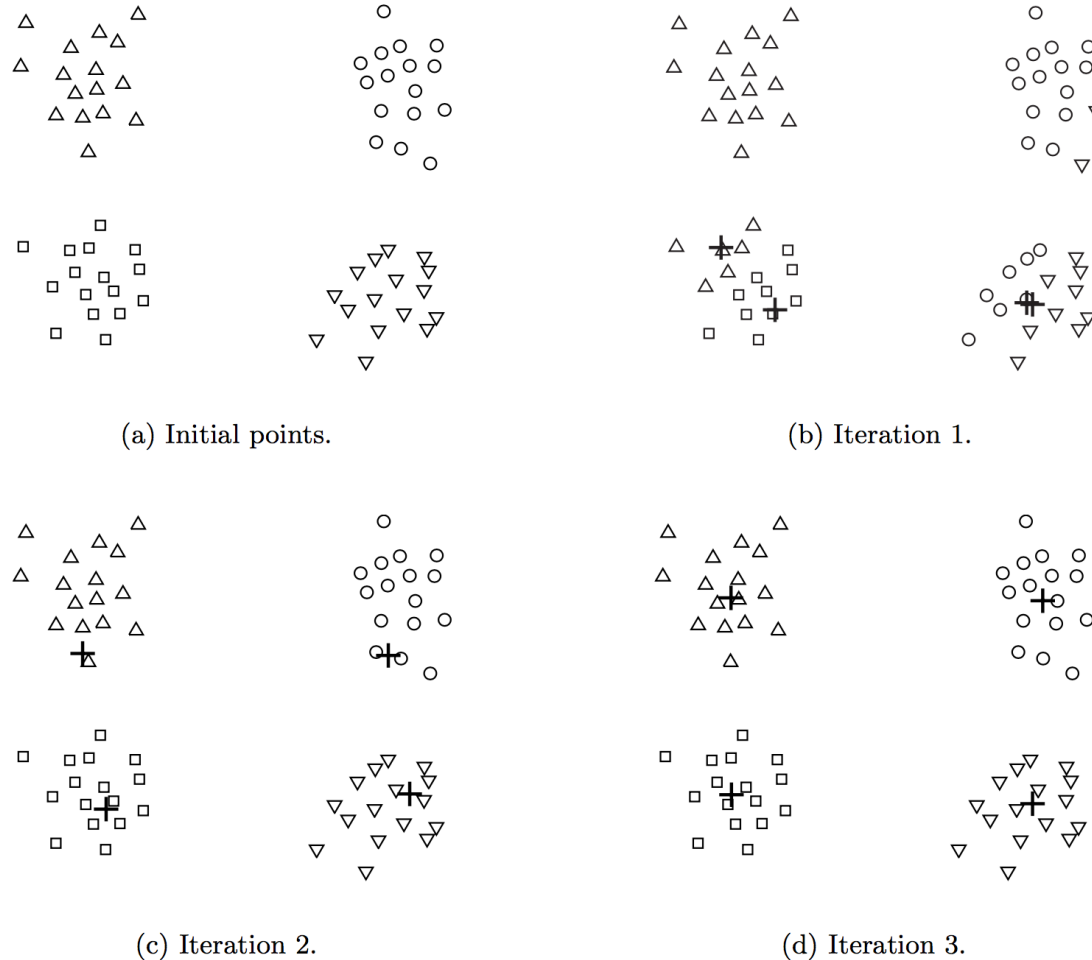 (a) Initial points.
(b) Iteration 1.
(c) Iteration 2.
(d) Iteration 3.